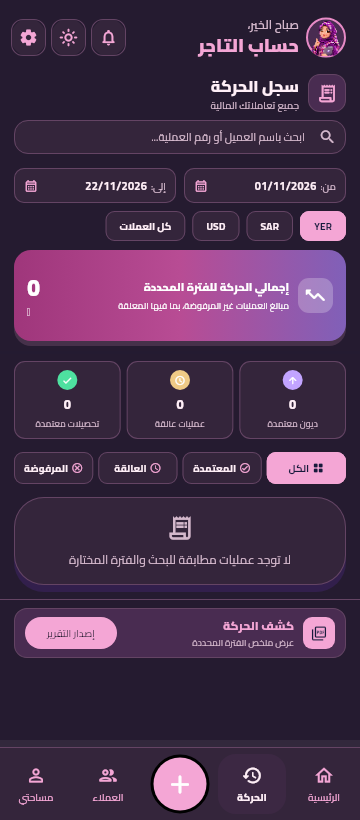 صباح الخير،
حساب التاجر
سجل الحركة
جميع تعاملاتك المالية
ابحث باسم العميل أو رقم العملية...
من: 01/11/2026
إلى: 22/11/2026
YER
SAR
USD
كل العملات
إجمالي الحركة للفترة المحددة
مبالغ العمليات غير المرفوضة، بما فيها المعلقة
0
0
ديون معتمدة
0
عمليات عالقة
0
تحصيلات معتمدة
الكل
المعتمدة
العالقة
المرفوضة
لا توجد عمليات مطابقة للبحث والفترة المختارة
كشف الحركة
عرض ملخص الفترة المحددة
إصدار التقرير
الرئيسية
الحركة
العملاء
مساحتي